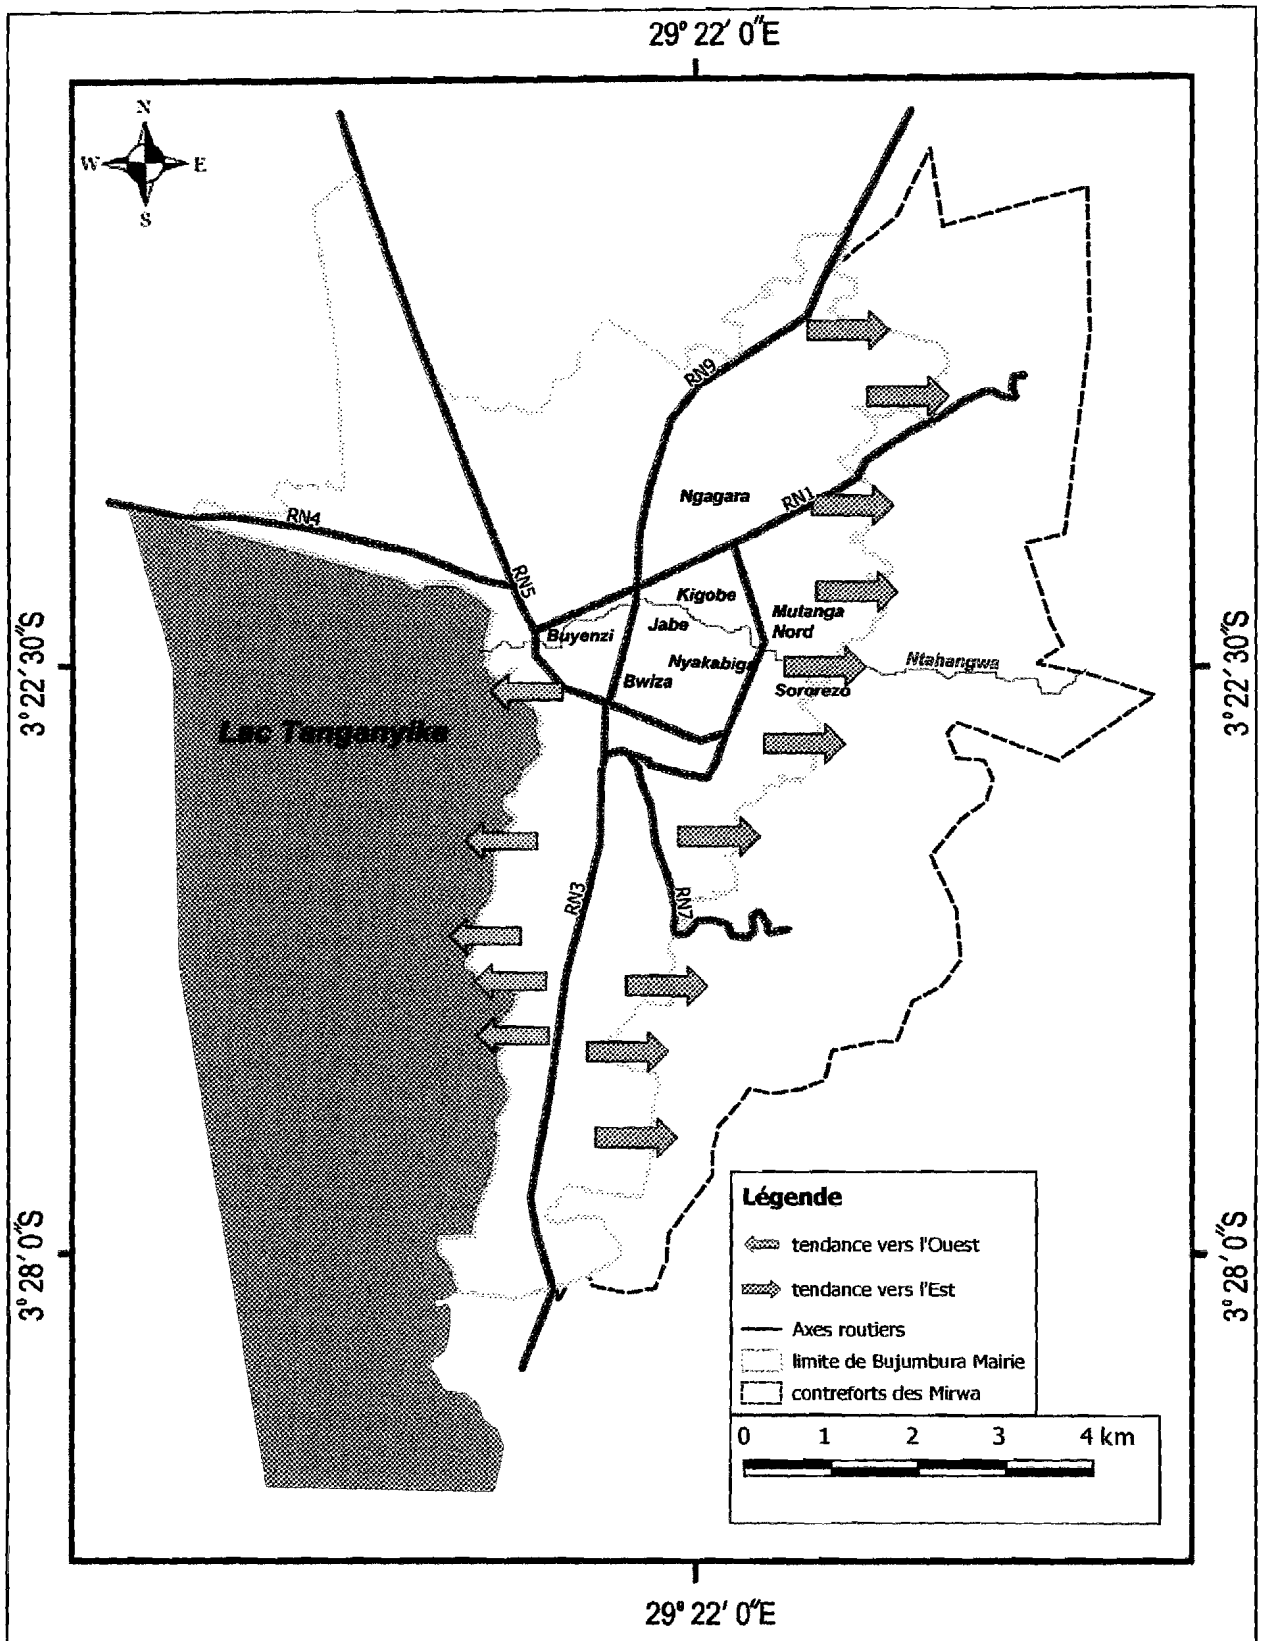 29° 22′ 0″E
N
W E
S
RN9
Ngagara
RN1
RN4
RN5
Kigobe
Mutanga
Nord
Buyenzi
Jabe
Nyakabiga
Ntahangwa
Bwiza
Sororezo
3° 22′ 30″S
3° 22′ 30″S
Lac Tanganyika
RN3
RN7
Légende
tendance vers l'Ouest
tendance vers l'Est
Axes routiers
limite de Bujumbura Mairie
contreforts des Mirwa
3° 28′ 0″S
3° 28′ 0″S
0 1 2 3 4 km
29° 22′ 0″E